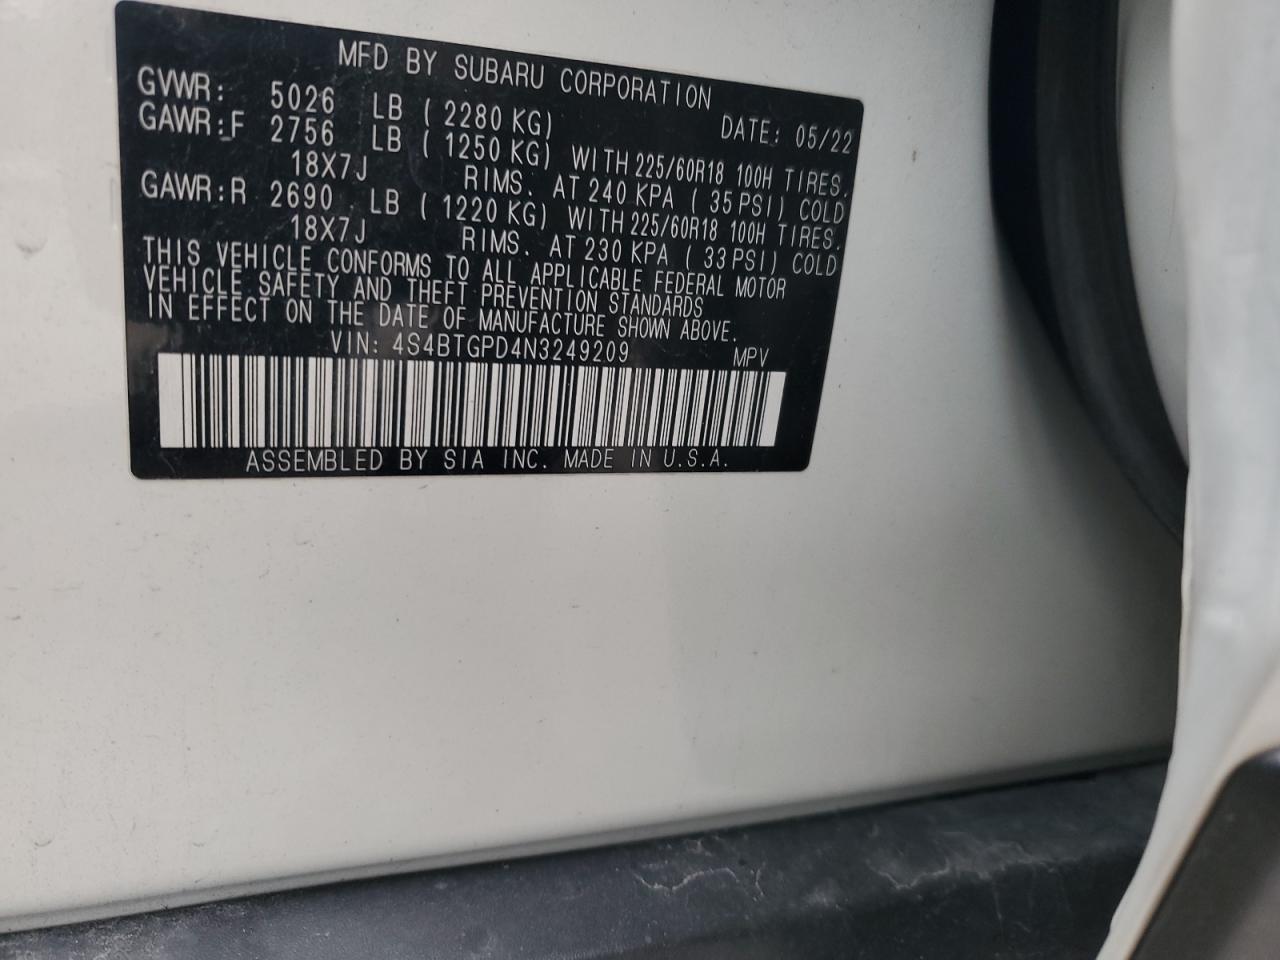 MFD BY SUBARU CORPORATION
GVWR: 5026 LB ( 2280 KG) DATE: 05/22
GAWR:F 2756 LB ( 1250 KG) WITH 225/60R18 100H TIRES,
18X7J RIMS. AT 240 KPA ( 35 PSI) COLD
GAWR:R 2690 LB ( 1220 KG) WITH 225/60R18 100H TIRES,
18X7J RIMS. AT 230 KPA ( 33 PSI) COLD
THIS VEHICLE CONFORMS TO ALL APPLICABLE FEDERAL MOTOR
VEHICLE SAFETY AND THEFT PREVENTION STANDARDS
IN EFFECT ON THE DATE OF MANUFACTURE SHOWN ABOVE.
VIN: 4S4BTGPD4N3249209 MPV
ASSEMBLED BY SIA INC. MADE IN U.S.A.